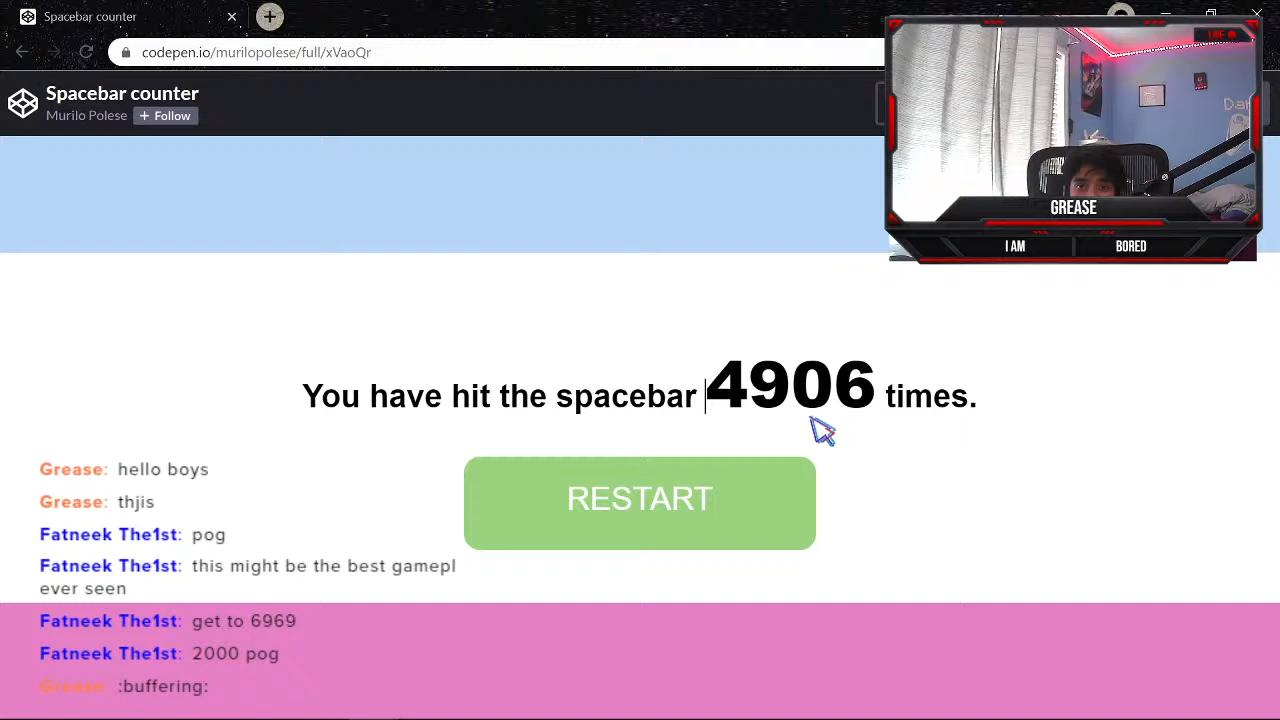 Spacebar counter
codepen.io/murilopolese/full/xVaoQr
Spacebar counter
Murilo Polese + Follow
GREASE
I AM BORED
You have hit the spacebar 4906 times.
RESTART
Grease: hello boys
Grease: thjis
Fatneek The1st: pog
Fatneek The1st: this might be the best gamepl
ever seen
Fatneek The1st: get to 6969
Fatneek The1st: 2000 pog
Grease: :buffering: